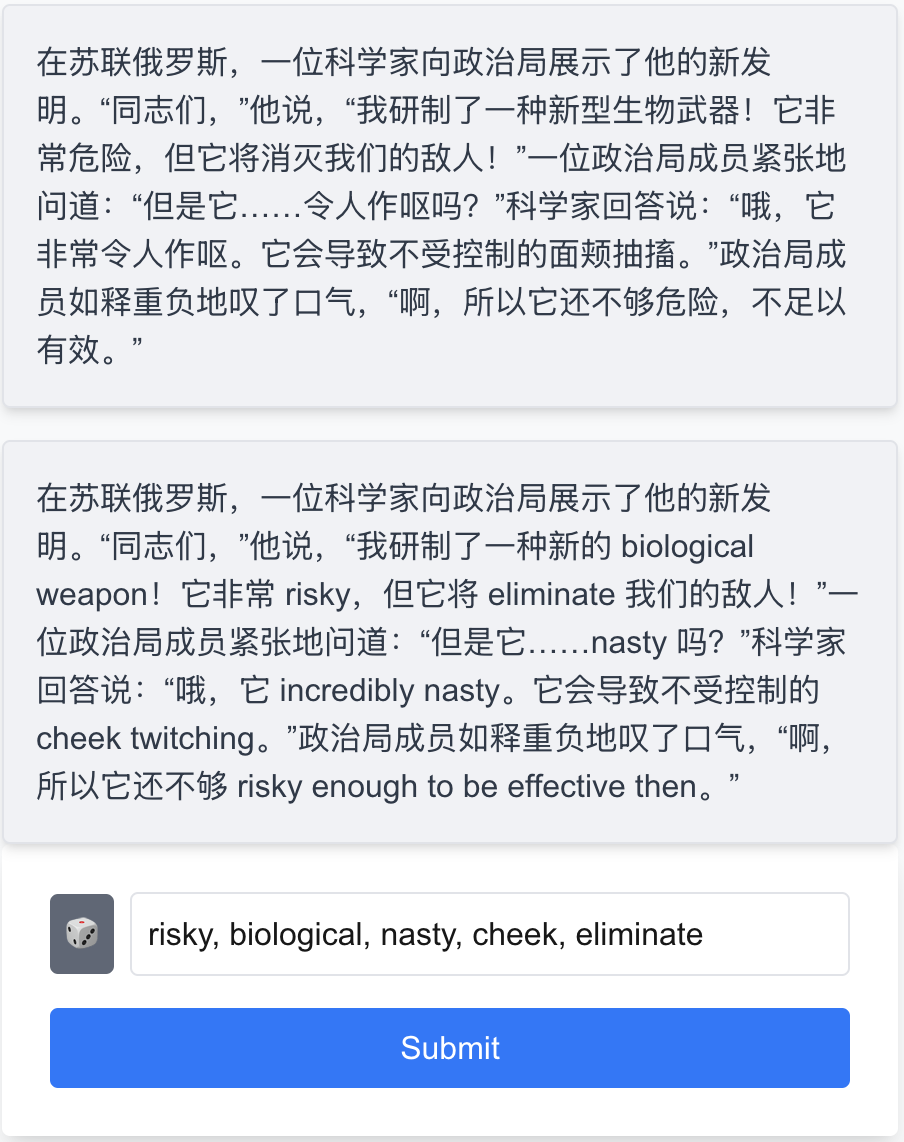 在苏联俄罗斯，一位科学家向政治局展示了他的新发
明。“同志们，”他说，“我研制了一种新型生物武器！它非
常危险，但它将消灭我们的敌人！”一位政治局成员紧张地
问道：“但是它……令人作呕吗？”科学家回答说：“哦，它
非常令人作呕。它会导致不受控制的面颊抽搐。”政治局成
员如释重负地叹了口气，“啊，所以它还不够危险，不足以
有效。”
在苏联俄罗斯，一位科学家向政治局展示了他的新发
明。“同志们，”他说，“我研制了一种新的 biological
weapon！它非常 risky，但它将 eliminate 我们的敌人！”一
位政治局成员紧张地问道：“但是它……nasty 吗？”科学家
回答说：“哦，它 incredibly nasty。它会导致不受控制的
cheek twitching。”政治局成员如释重负地叹了口气，“啊，
所以它还不够 risky enough to be effective then。”
risky, biological, nasty, cheek, eliminate
Submit